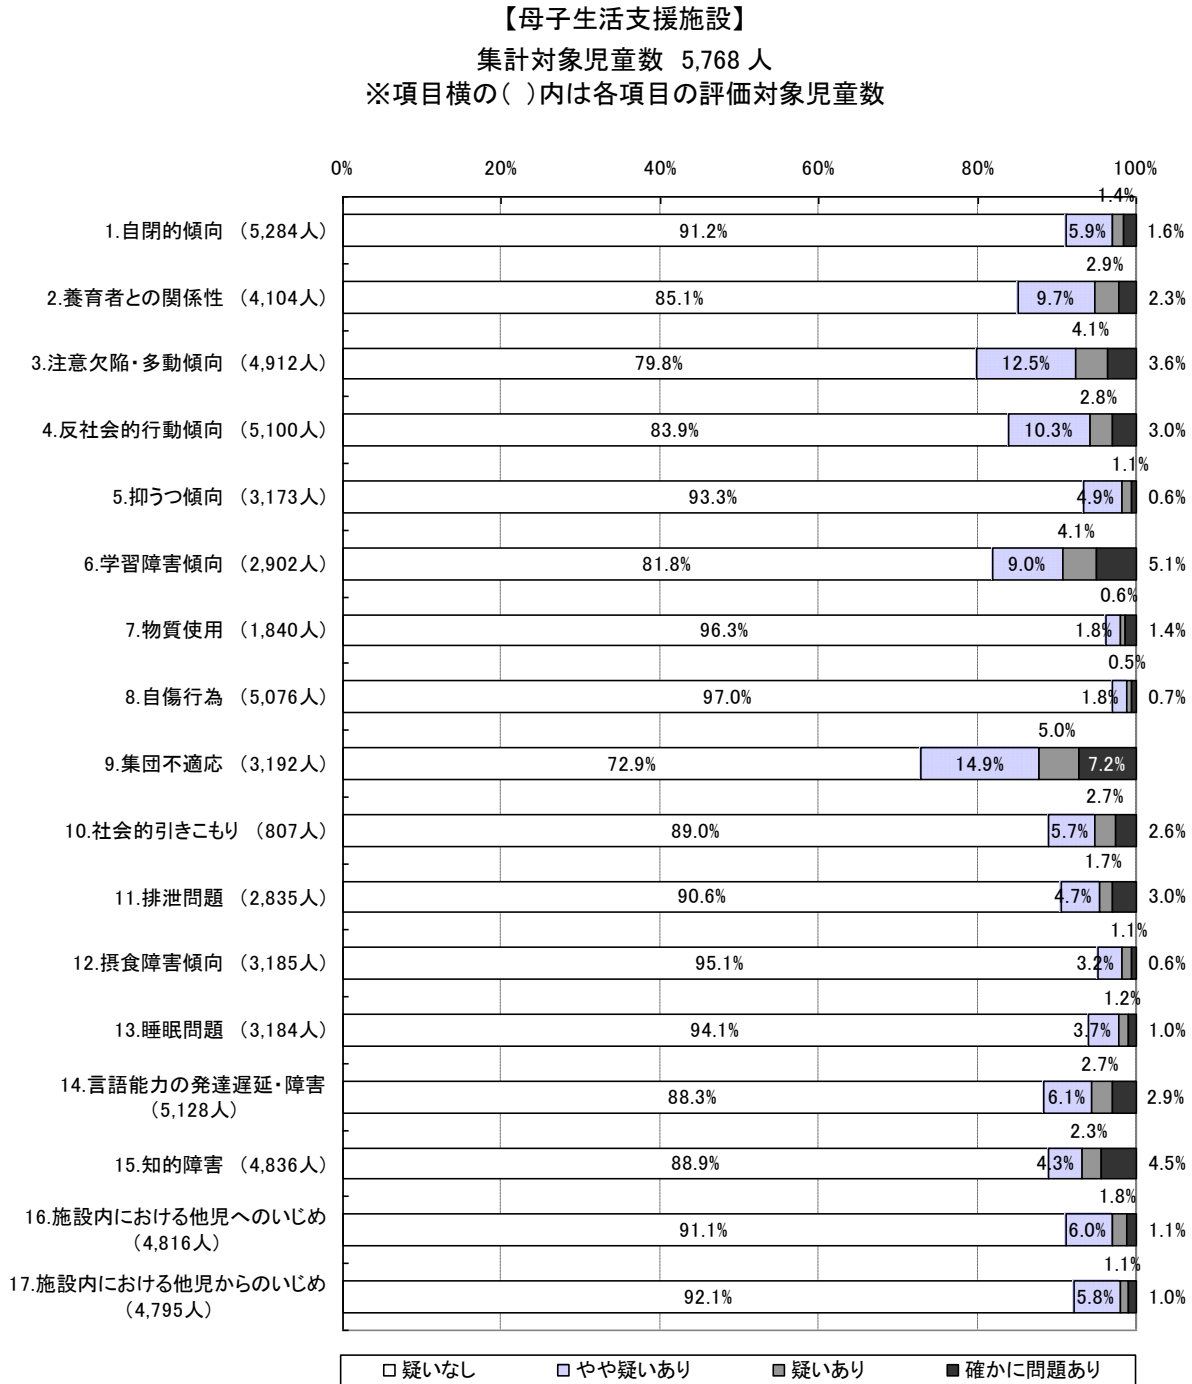 【母子生活支援施設】
集計対象児童数 5,768 人
※項目横の( )内は各項目の評価対象児童数
0% 20% 40% 60% 80% 100%
1.4%
1.自閉的傾向 (5,284人) 91.2% 5.9% 1.6%
2.9%
2.養育者との関係性 (4,104人) 85.1% 9.7% 2.3%
4.1%
3.注意欠陥・多動傾向 (4,912人) 79.8% 12.5% 3.6%
2.8%
4.反社会的行動傾向 (5,100人) 83.9% 10.3% 3.0%
1.1%
5.抑うつ傾向 (3,173人) 93.3% 4.9% 0.6%
4.1%
6.学習障害傾向 (2,902人) 81.8% 9.0% 5.1%
0.6%
7.物質使用 (1,840人) 96.3% 1.8% 1.4%
0.5%
8.自傷行為 (5,076人) 97.0% 1.8% 0.7%
5.0%
9.集団不適応 (3,192人) 72.9% 14.9% 7.2%
2.7%
10.社会的引きこもり (807人) 89.0% 5.7% 2.6%
1.7%
11.排泄問題 (2,835人) 90.6% 4.7% 3.0%
1.1%
12.摂食障害傾向 (3,185人) 95.1% 3.2% 0.6%
1.2%
13.睡眠問題 (3,184人) 94.1% 3.7% 1.0%
2.7%
14.言語能力の発達遅延・障害
(5,128人) 88.3% 6.1% 2.9%
2.3%
15.知的障害 (4,836人) 88.9% 4.3% 4.5%
1.8%
16.施設内における他児へのいじめ
(4,816人) 91.1% 6.0% 1.1%
1.1%
17.施設内における他児からのいじめ
(4,795人) 92.1% 5.8% 1.0%
疑いなし やや疑いあり 疑いあり 確かに問題あり